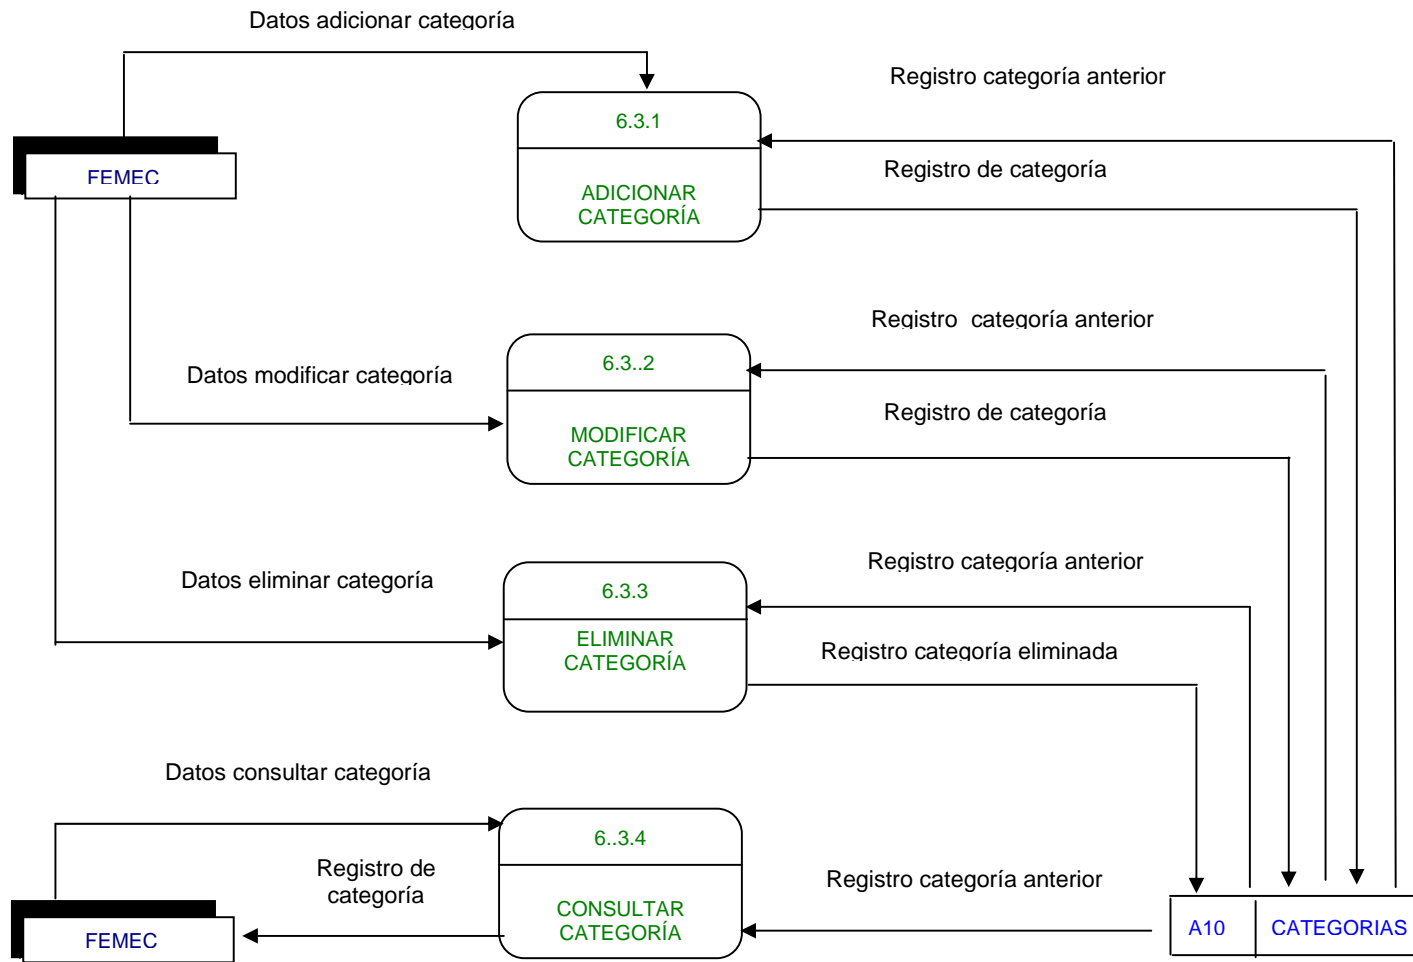 Datos adicionar categoría
Registro categoría anterior
6.3.1
FEMEC
Registro de categoría
ADICIONAR
CATEGORÍA
Registro  categoría anterior
6.3..2
Datos modificar categoría
Registro de categoría
MODIFICAR
CATEGORÍA
Registro categoría anterior
Datos eliminar categoría
6.3.3
ELIMINAR
CATEGORÍA
Registro categoría eliminada
Datos consultar categoría
6..3.4
Registro de
categoría
Registro categoría anterior
CONSULTAR
CATEGORÍA
FEMEC
A10
CATEGORIAS